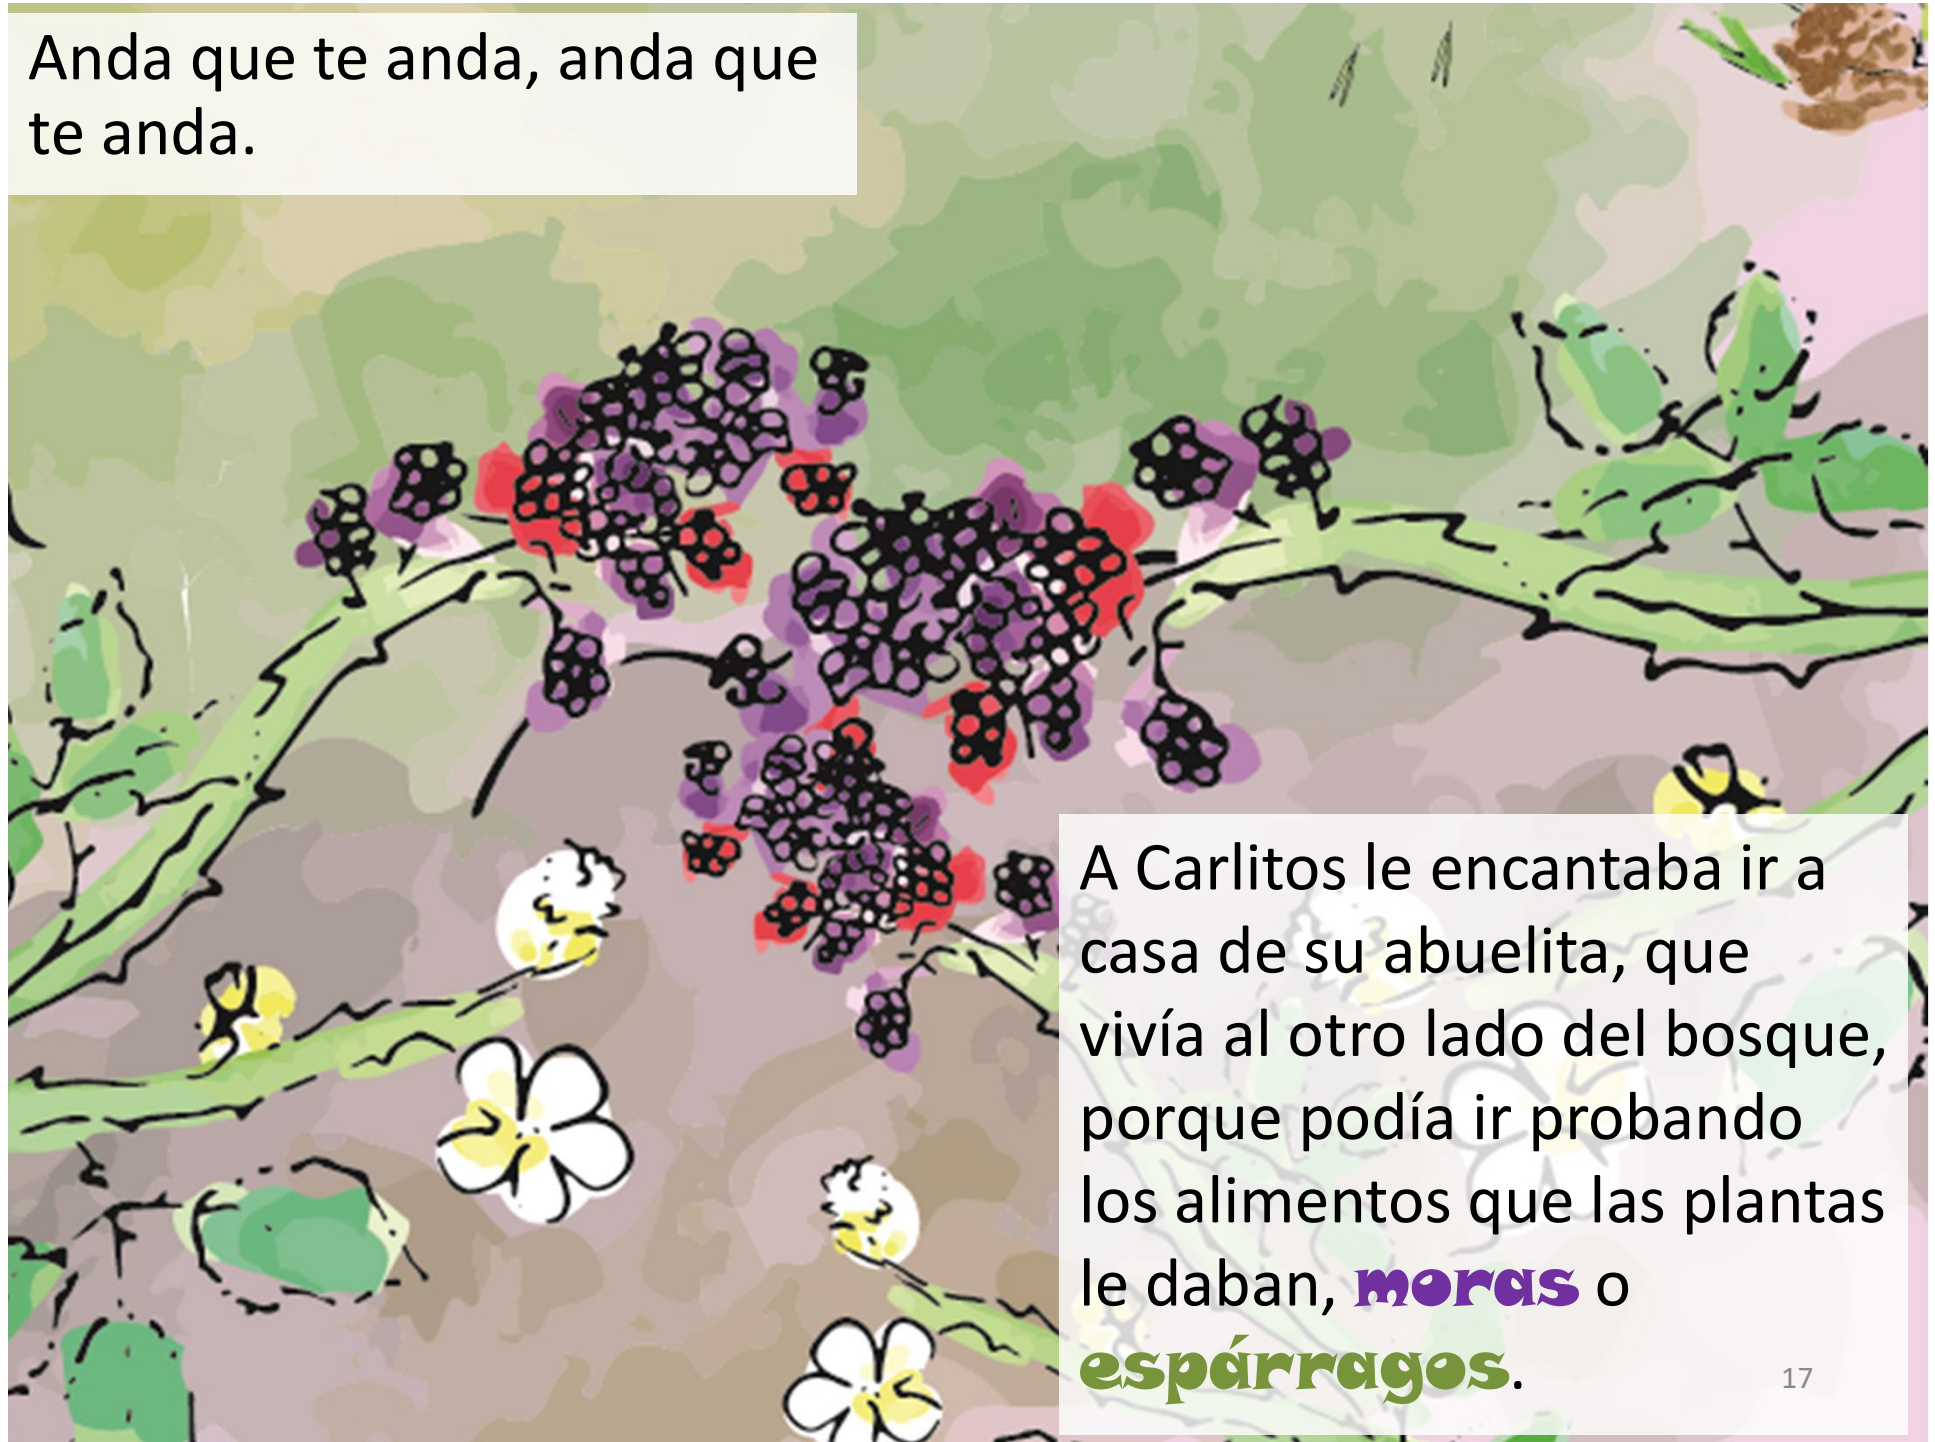 Anda que te anda, anda que
te anda.
A Carlitos le encantaba ir a
casa de su abuelita, que
vivía al otro lado del bosque,
porque podía ir probando
los alimentos que las plantas
le daban, moras o
espárragos.
17